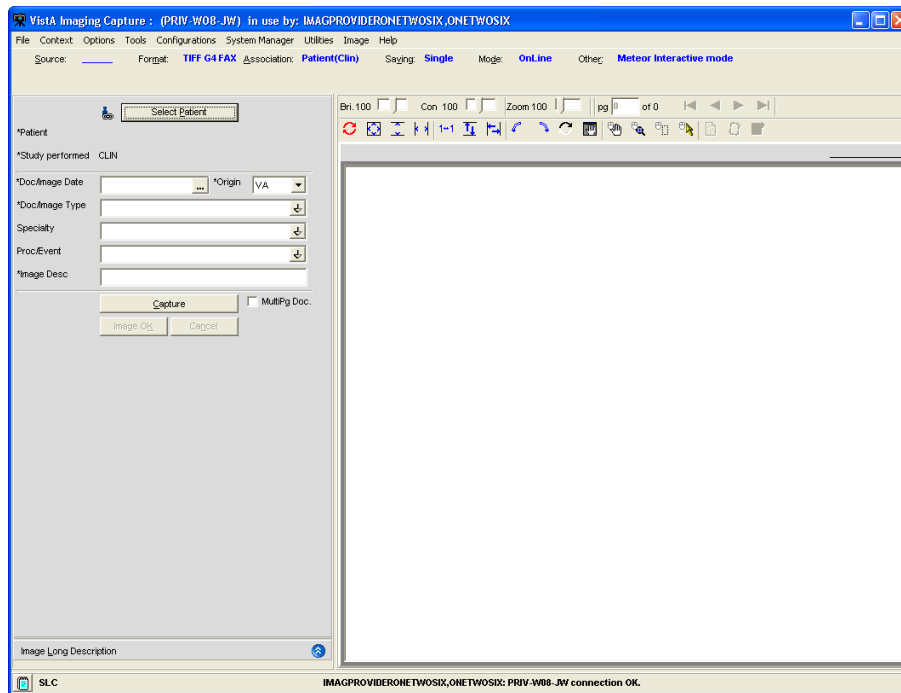 VistA Imaging Capture : (PRIV-W08-JW) in use by: IMAGPROVIDERONETWOSIX,ONETWOSIX
File Context Options Tools Configurations System Manager Utilities Image Help
Source: Format: TIFF G4 FAX Association: Patient(Clin) Saving: Single Mode: OnLine Other: Meteor Interactive mode
Bri. 100 Con 100 Zoom 100 pg 0 of 0
Select Patient
*Patient
1~1
*Study performed CLIN
*Doc/Image Date ... *Origin VA
*Doc/Image Type
Specialty
Proc/Event
*Image Desc
Capture MultiPg Doc.
Image OK Cancel
Image Long Description
SLC IMAGPROVIDERONETWOSIX,ONETWOSIX: PRIV-W08-JW connection OK.